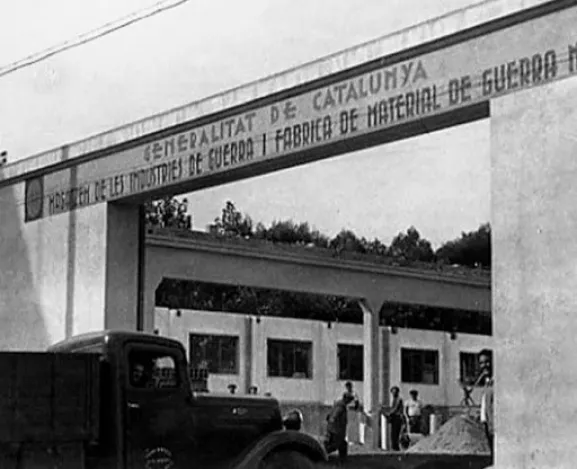 GENERALITAT DE CATALUNYA
MAGATZEM DE LES INDUSTRIES DE GUERRA I FABRICA DE MATERIAL DE GUERRA